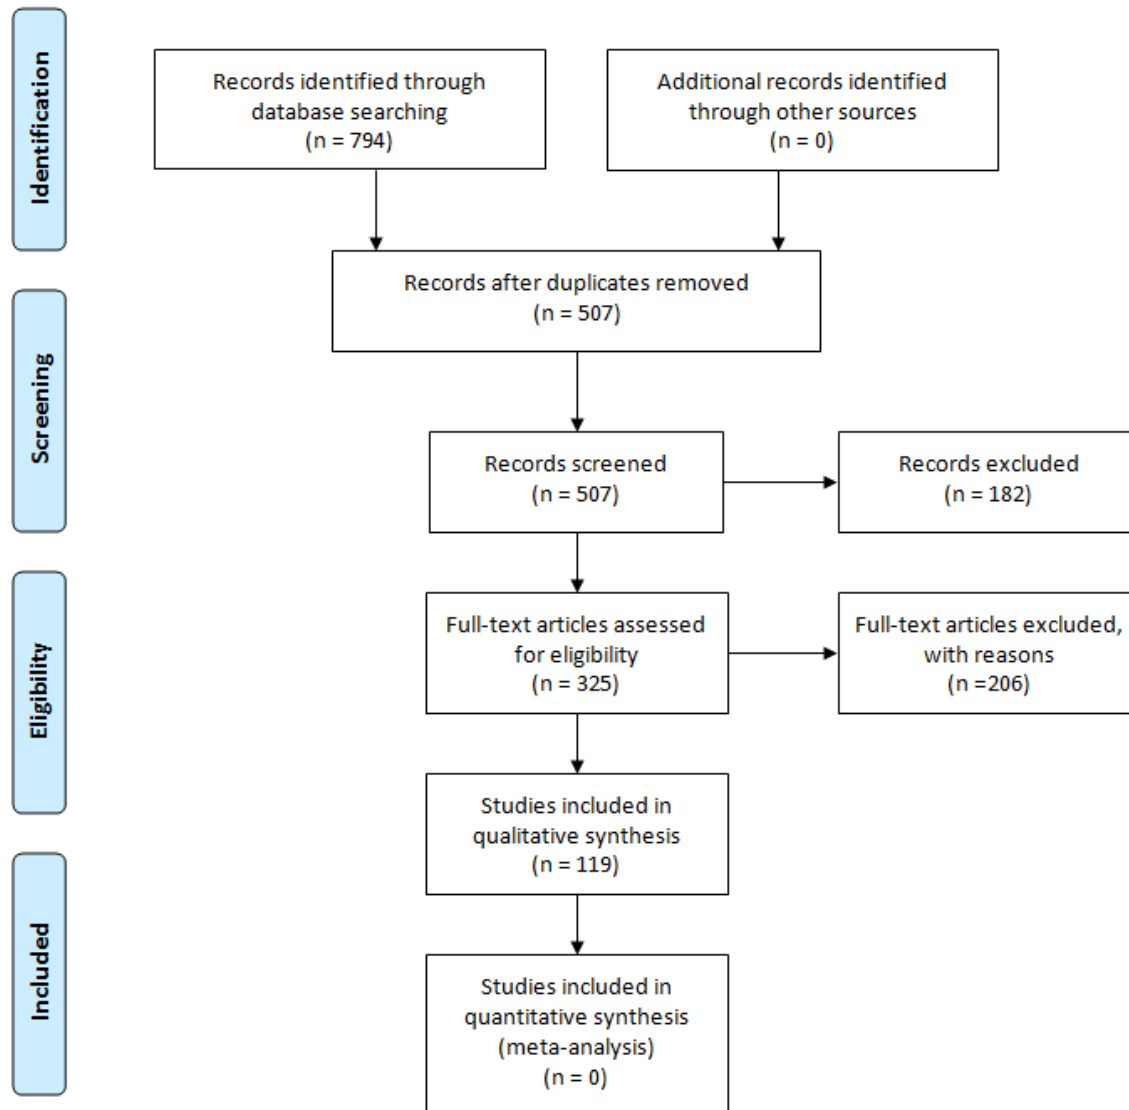 Identification
Records identified through
database searching
(n = 794)
Additional records identified
through other sources
(n = 0)
Records after duplicates removed
(n = 507)
Screening
Records screened
(n = 507)
Records excluded
(n = 182)
Eligibility
Full-text articles assessed
for eligibility
(n = 325)
Full-text articles excluded,
with reasons
(n =206)
Studies included in
qualitative synthesis
(n = 119)
Included
Studies included in
quantitative synthesis
(meta-analysis)
(n = 0)